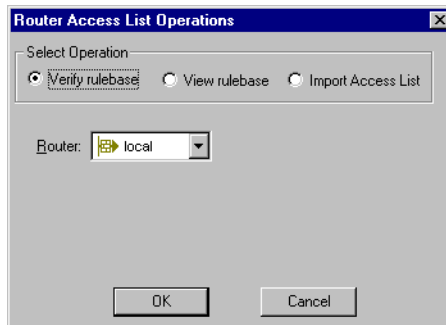 Router Access List Operations
Select Operation
Verify rulebase View rulebase Import Access List
Router: local
OK Cancel